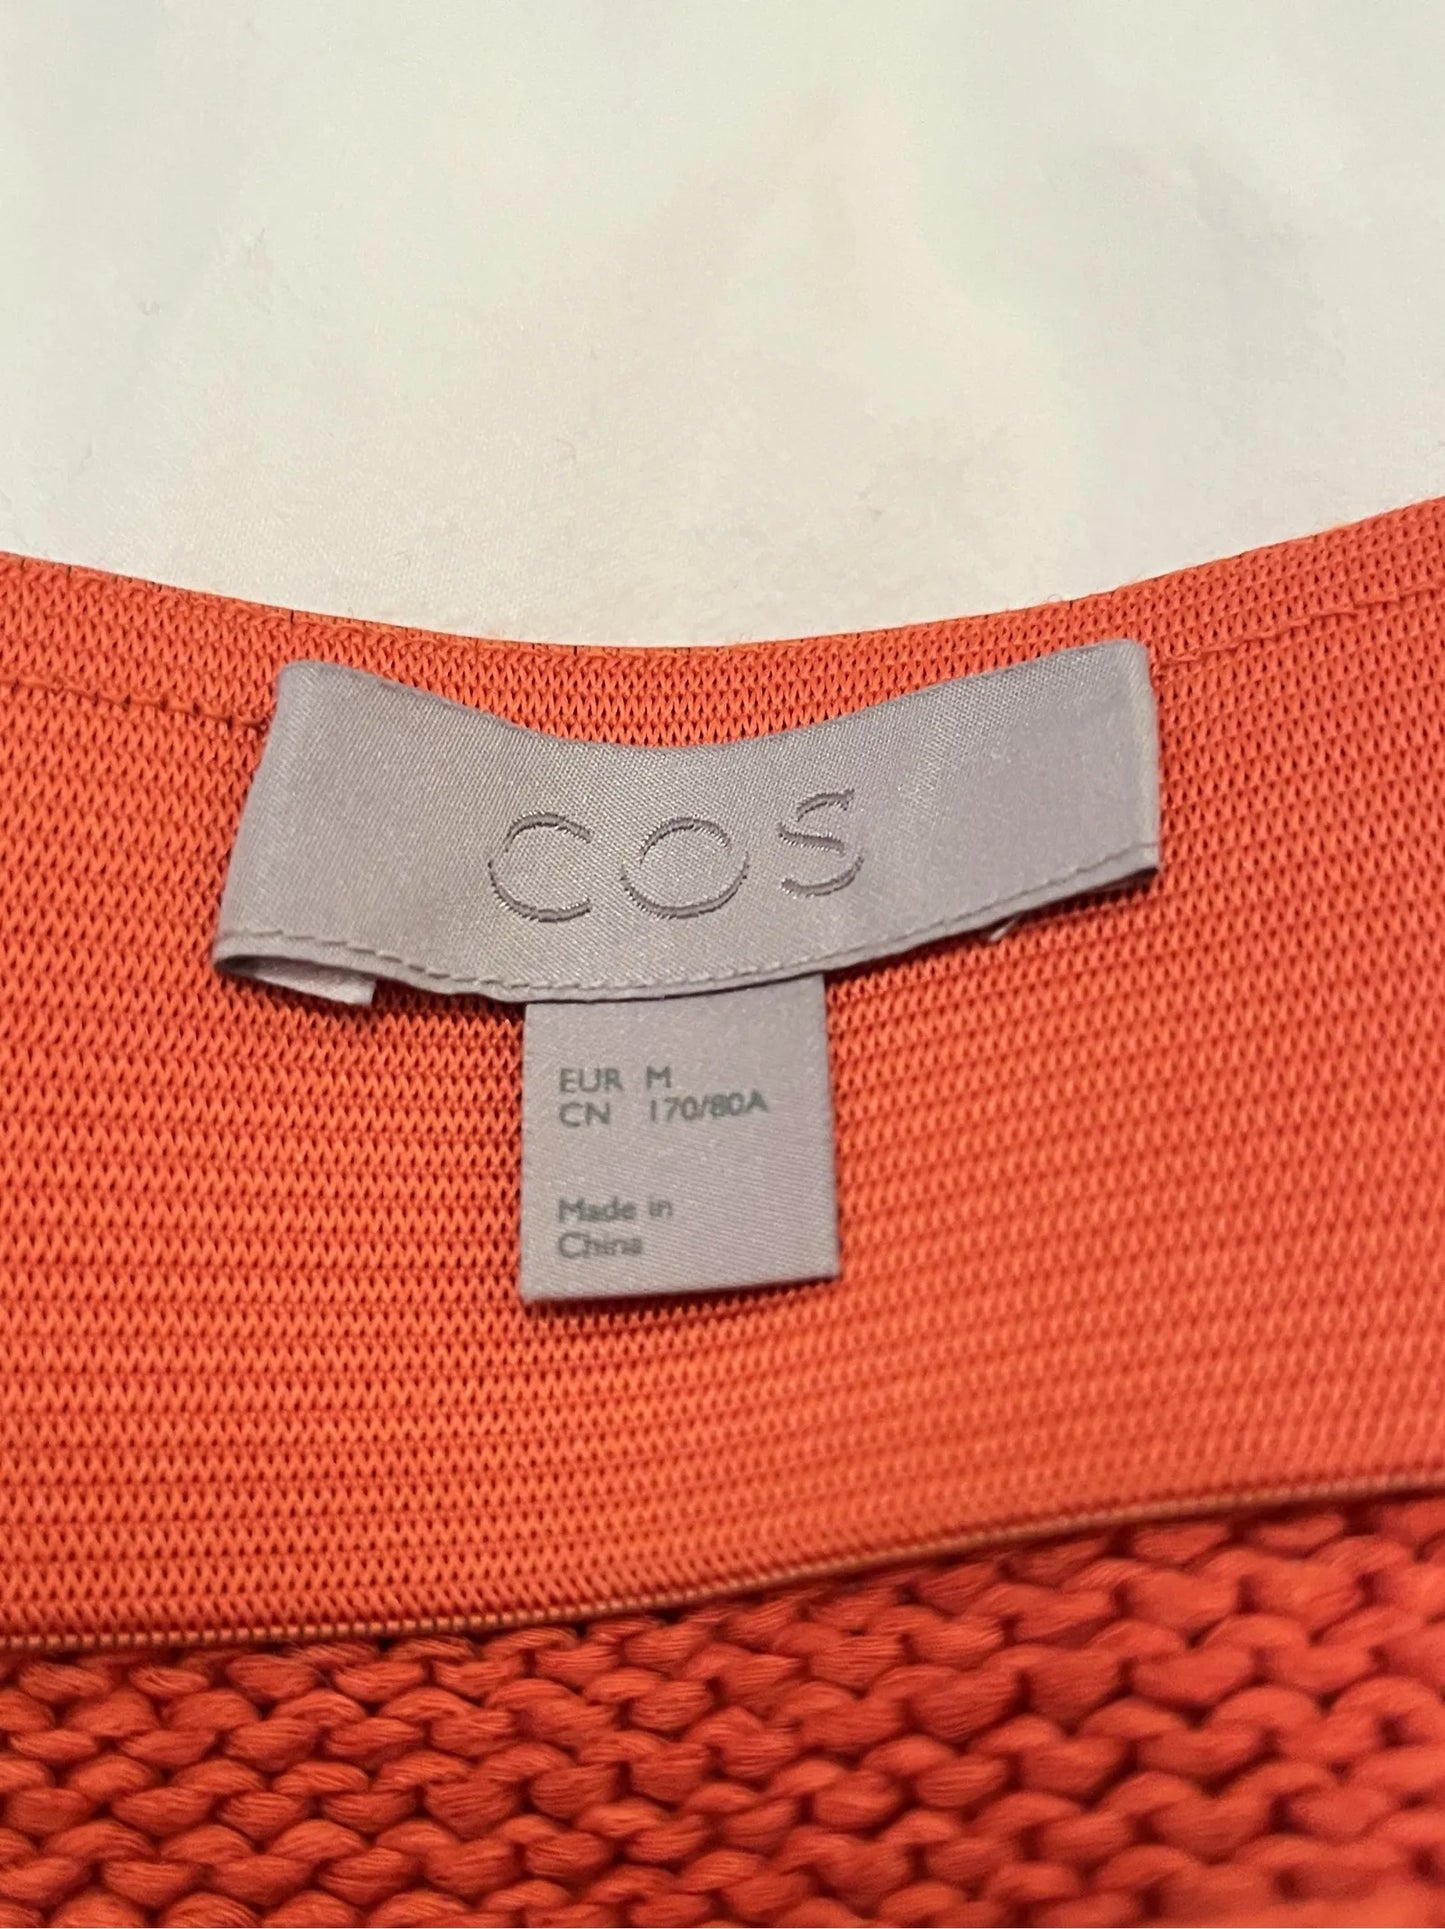 COS
EUR M
CN 170/80A
Made in
China